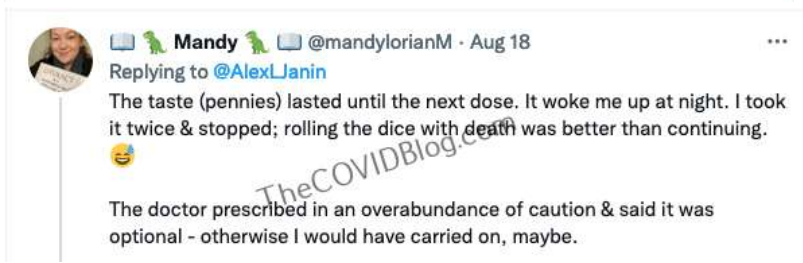 📖 🦖 Mandy 🦖 📖 @mandylorianM · Aug 18
Replying to @AlexLJanin
The taste (pennies) lasted until the next dose. It woke me up at night. I took
it twice & stopped; rolling the dice with death was better than continuing.
😅
The doctor prescribed in an overabundance of caution & said it was
optional - otherwise I would have carried on, maybe.
TheCOVIDBlog.com